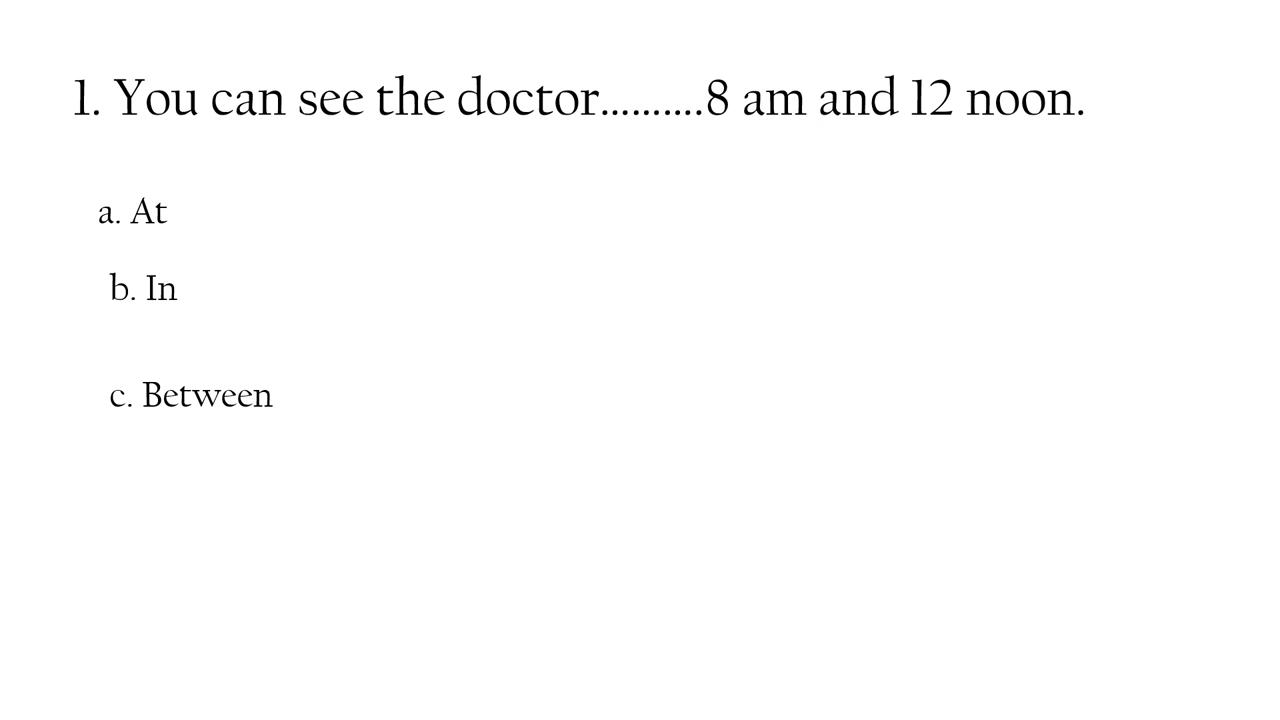 1. You can see the doctor..........8 am and 12 noon.
a. At
b. In
c. Between